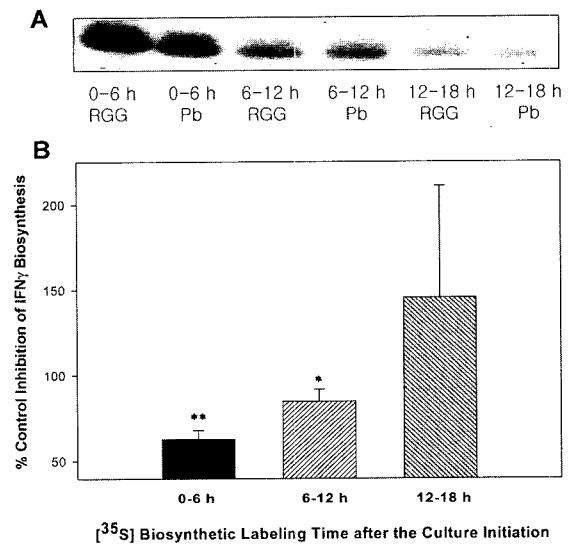 A
0-6 h 0-6 h 6-12 h 6-12 h 12-18 h 12-18 h
RGG Pb RGG Pb RGG Pb
B
% Control Inhibition of IFNγ Biosynthesis
200
150
100
50
**
*
0-6 h 6-12 h 12-18 h
[35S] Biosynthetic Labeling Time after the Culture Initiation